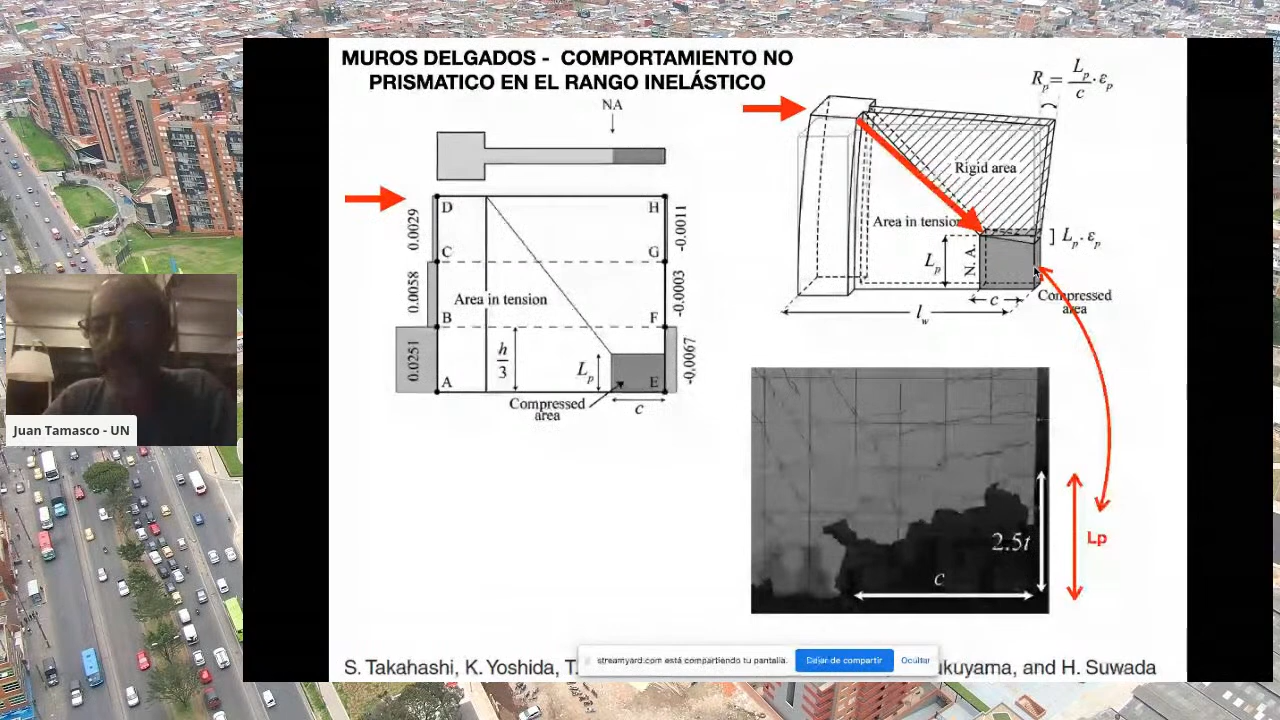 MUROS DELGADOS - COMPORTAMIENTO NO
PRISMATICO EN EL RANGO INELÁSTICO
NA
D
H
C
G
B
F
A
E
0.0029
0.0058
0.0251
-0.0011
-0.0003
-0.0067
Area in tension
h
3
Lp
Compressed
area
c
Rp = Lp/c · εp
Rigid area
Area in tension
Lp
N. A.
Lp · εp
c
Compressed
area
lw
2.5t
c
Lp
Juan Tamasco - UN
S. Takahashi, K. Yoshida, T.
kuyama, and H. Suwada
streamyard.com está compartiendo tu pantalla.
Dejar de compartir
Ocultar